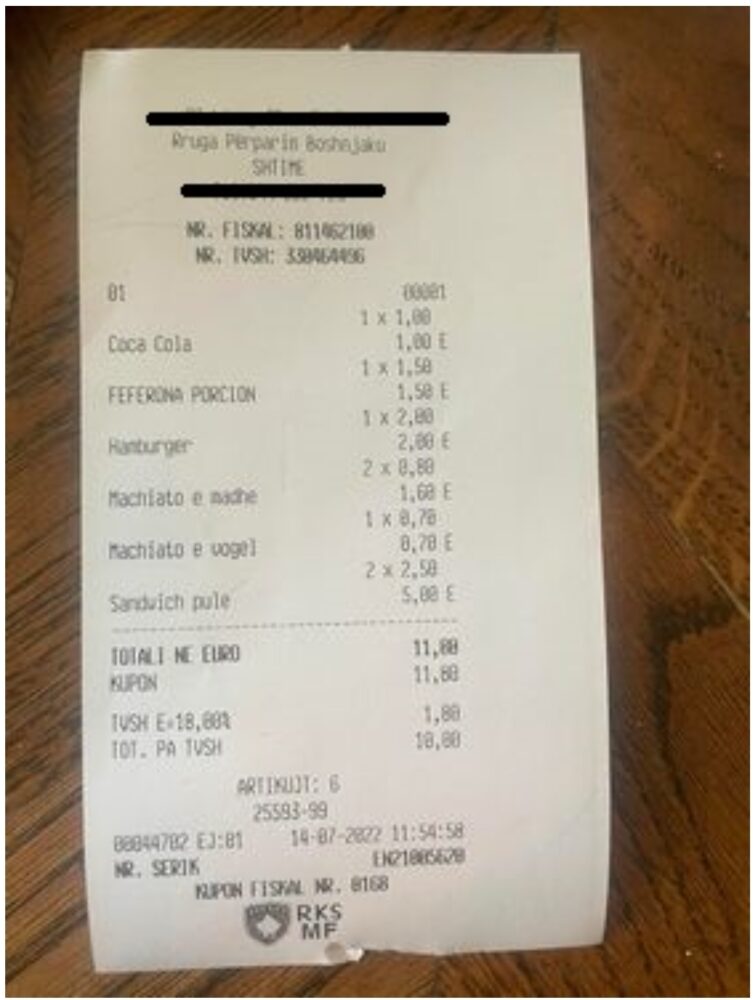 Rruga Përparim Boshnjaku
SHTIME
NR. FISKAL: 811462100
NR. TVSH: 330464496
01 00001
1 x 1,00
Coca Cola 1,00 E
1 x 1,50
FEFERONA PORCION 1,50 E
1 x 2,00
Hamburger 2,00 E
2 x 0,80
Machiato e madhe 1,60 E
1 x 0,70
Machiato e vogel 0,70 E
2 x 2,50
Sandwich pule 5,00 E
TOTALI NE EURO 11,80
KUPON 11,80
TVSH E=18,00% 1,80
TOT. PA TVSH 10,00
ARTIKUJT: 6
25593-99
00044702 EJ:01 14-07-2022 11:54:58
NR. SERIK EN21005620
KUPON FISKAL NR. 0168
RKS
MF